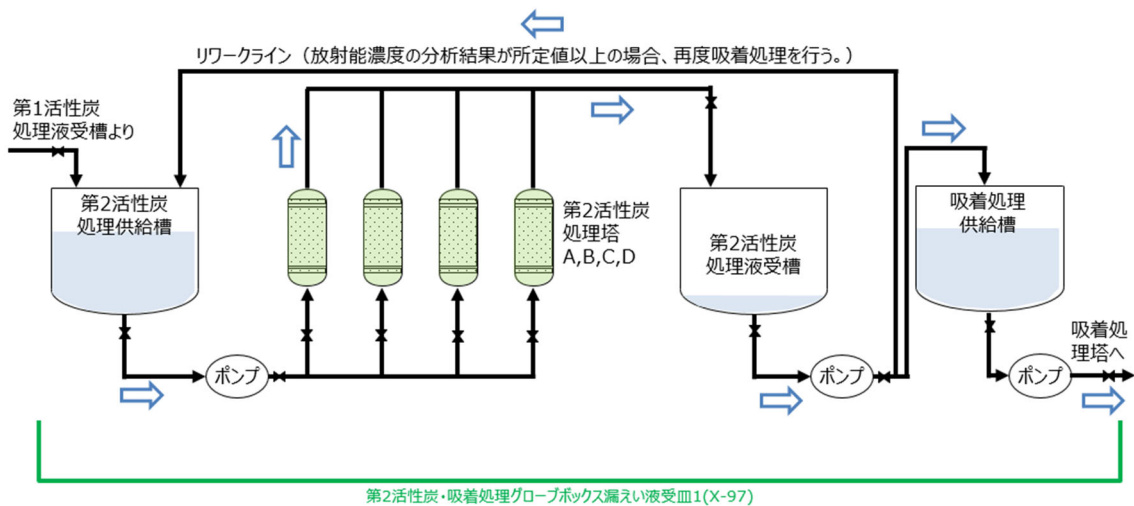 リワークライン（放射能濃度の分析結果が所定値以上の場合、再度吸着処理を行う。）
第1活性炭
処理液受槽より
第2活性炭
処理供給槽
第2活性炭
処理塔
A,B,C,D
第2活性炭
処理液受槽
吸着処理
供給槽
吸着処
理塔へ
ポンプ
ポンプ
ポンプ
第2活性炭・吸着処理グローブボックス漏えい液受皿1(X-97)